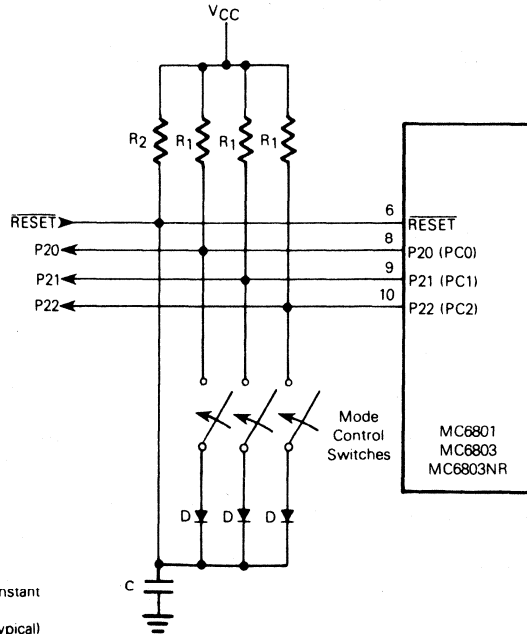 VCC
R2 R1 R1 R1
RESET
P20
P21
P22
6
RESET
8
P20 (PC0)
9
P21 (PC1)
10
P22 (PC2)
Mode
Control
Switches
MC6801
MC6803
MC6803NR
D D D
C
nstant
ypical)